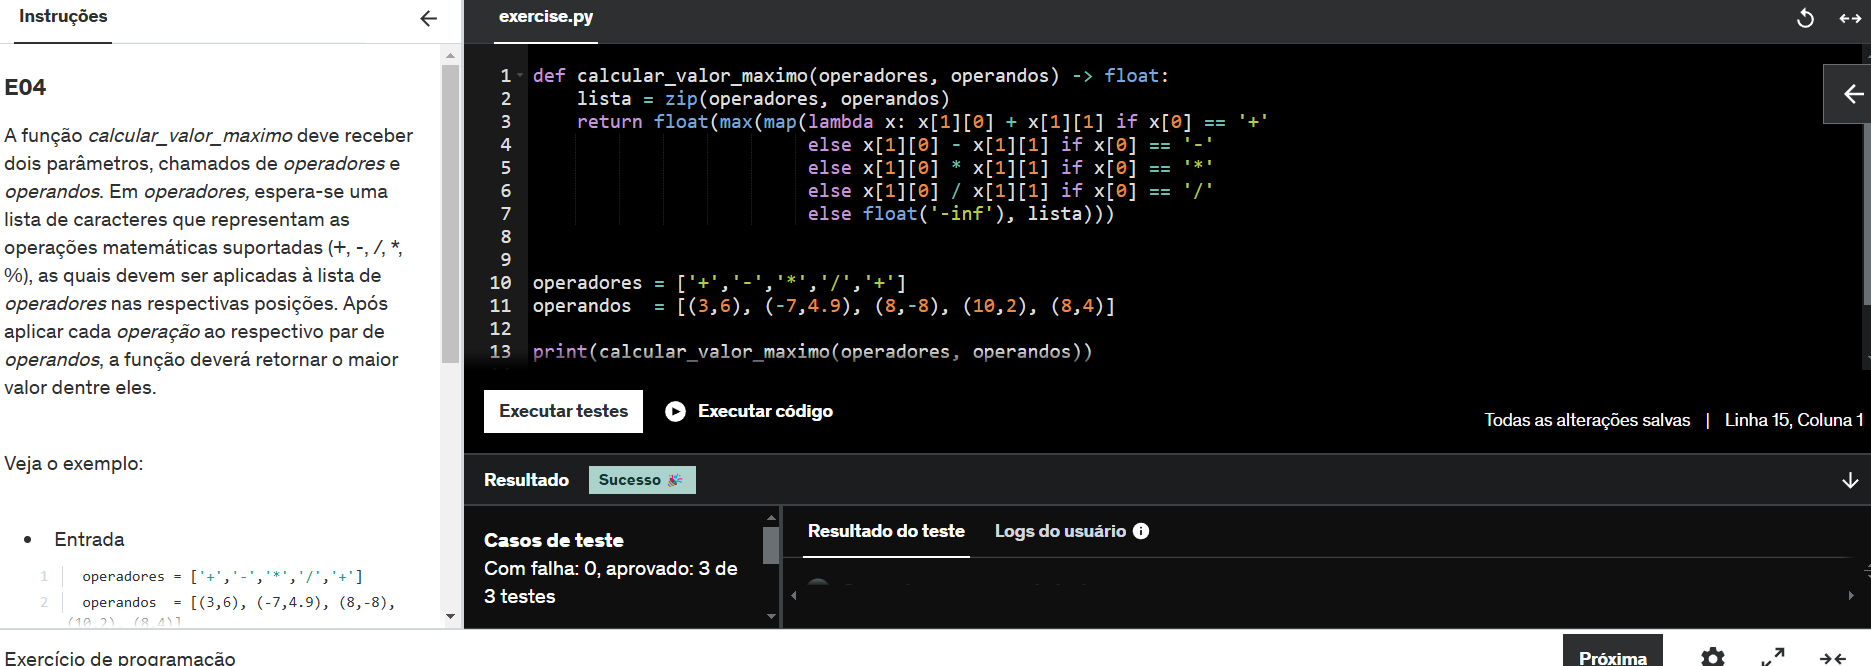 Instruções
E04
A função calcular_valor_maximo deve receber
dois parâmetros, chamados de operadores e
operandos. Em operadores, espera-se uma
lista de caracteres que representam as
operações matemáticas suportadas (+, -, /, *,
%), as quais devem ser aplicadas à lista de
operadores nas respectivas posições. Após
aplicar cada operação ao respectivo par de
operandos, a função deverá retornar o maior
valor dentre eles.
Veja o exemplo:
Entrada
1 operadores = ['+','-','*','/','+']
2 operandos  = [(3,6), (-7,4.9), (8,-8),
(10,2), (8,4)]
Exercício de programação
exercise.py
1 def calcular_valor_maximo(operadores, operandos) -> float:
2     lista = zip(operadores, operandos)
3     return float(max(map(lambda x: x[1][0] + x[1][1] if x[0] == '+'
4                          else x[1][0] - x[1][1] if x[0] == '-'
5                          else x[1][0] * x[1][1] if x[0] == '*'
6                          else x[1][0] / x[1][1] if x[0] == '/'
7                          else float('-inf'), lista)))
8
9
10 operadores = ['+','-','*','/','+']
11 operandos  = [(3,6), (-7,4.9), (8,-8), (10,2), (8,4)]
12
13 print(calcular_valor_maximo(operadores, operandos))
Executar testes
Executar código
Todas as alterações salvas | Linha 15, Coluna 1
Resultado
Sucesso 🎉
Casos de teste
Com falha: 0, aprovado: 3 de
3 testes
Resultado do teste
Logs do usuário
Próxima